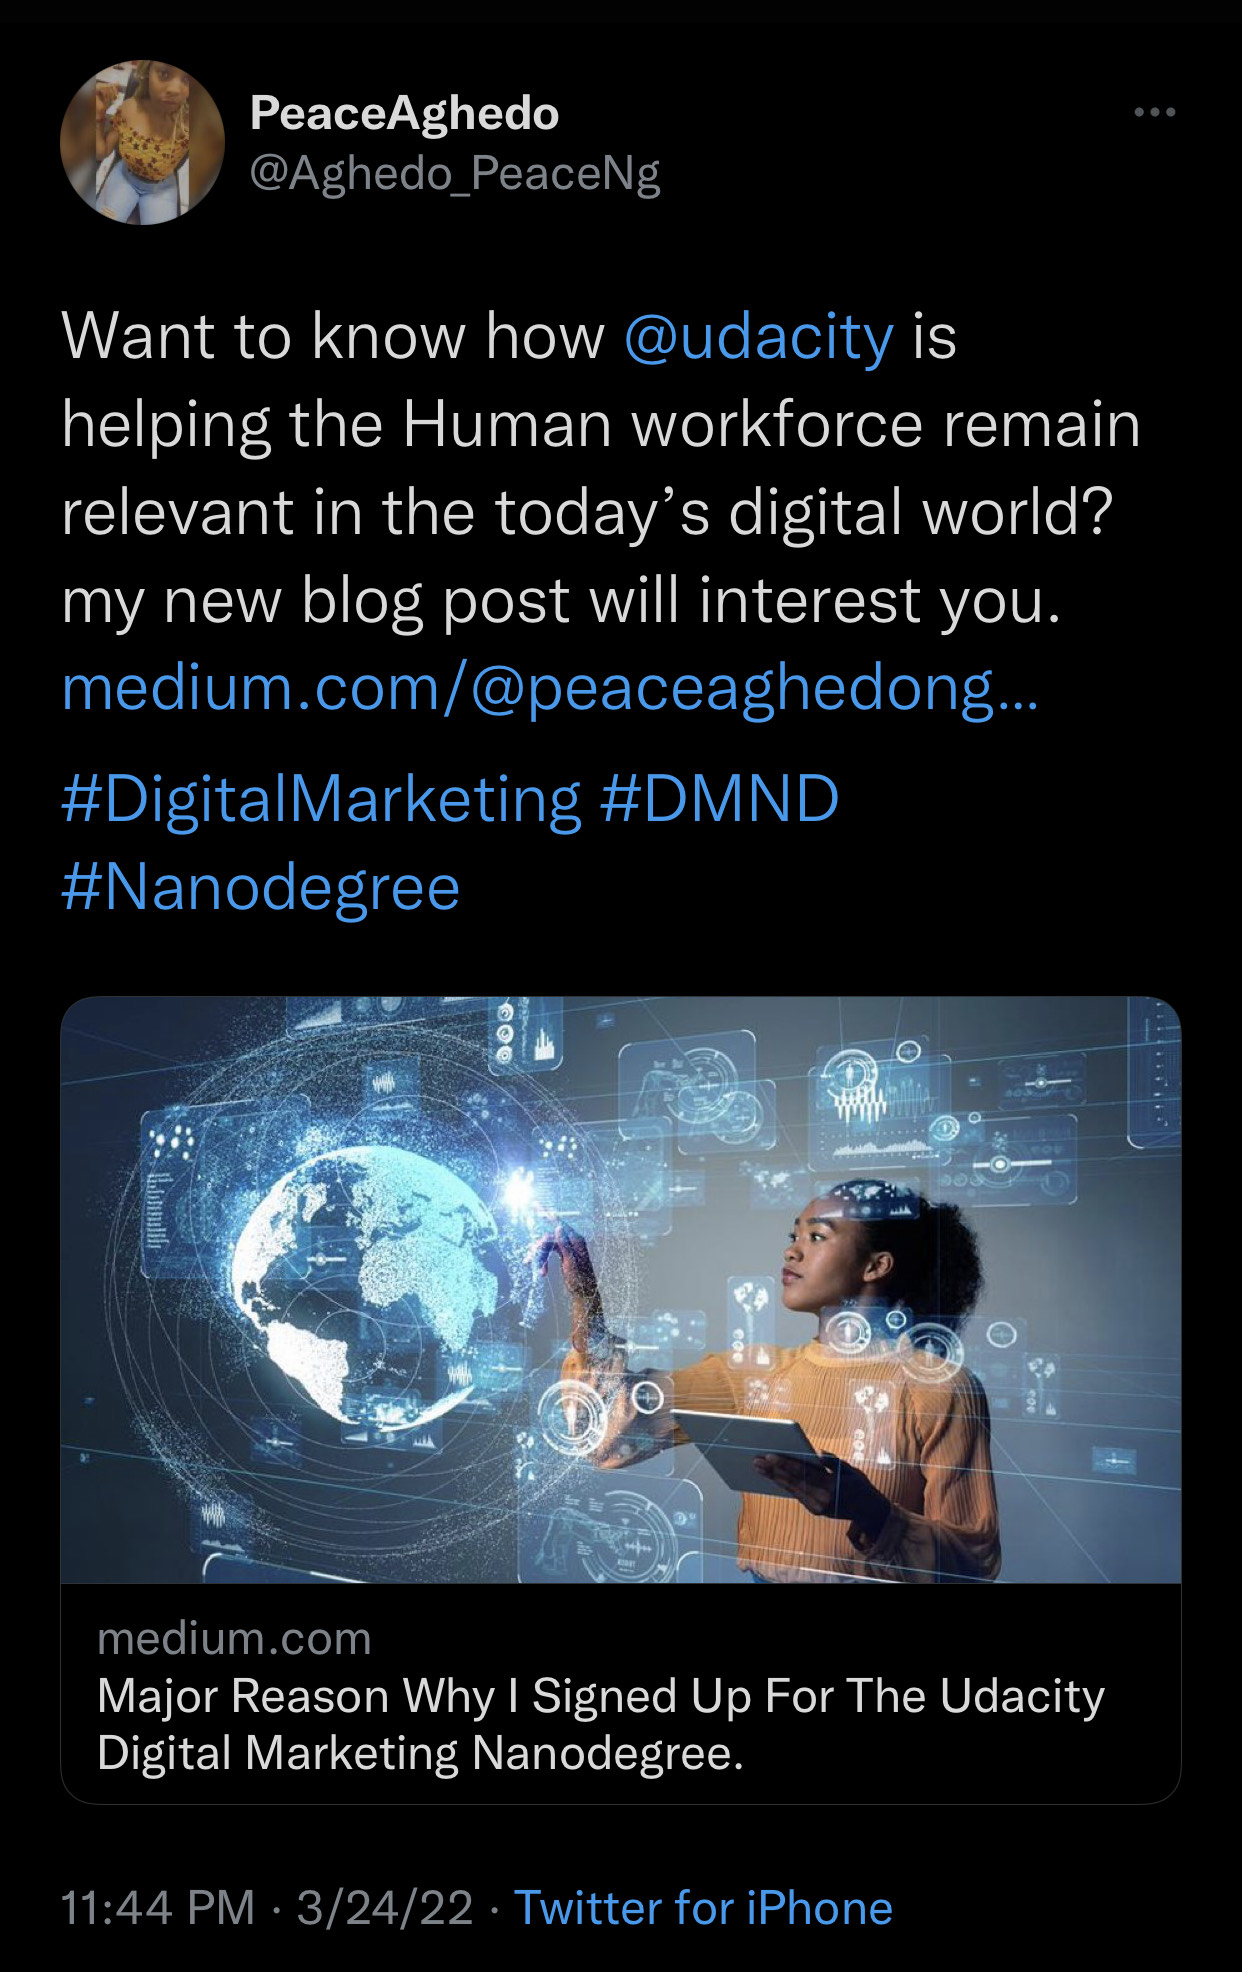 PeaceAghedo
@Aghedo_PeaceNg
Want to know how @udacity is
helping the Human workforce remain
relevant in the today’s digital world?
my new blog post will interest you.
medium.com/@peaceaghedong...
#DigitalMarketing #DMND
#Nanodegree
medium.com
Major Reason Why I Signed Up For The Udacity
Digital Marketing Nanodegree.
11:44 PM · 3/24/22 · Twitter for iPhone